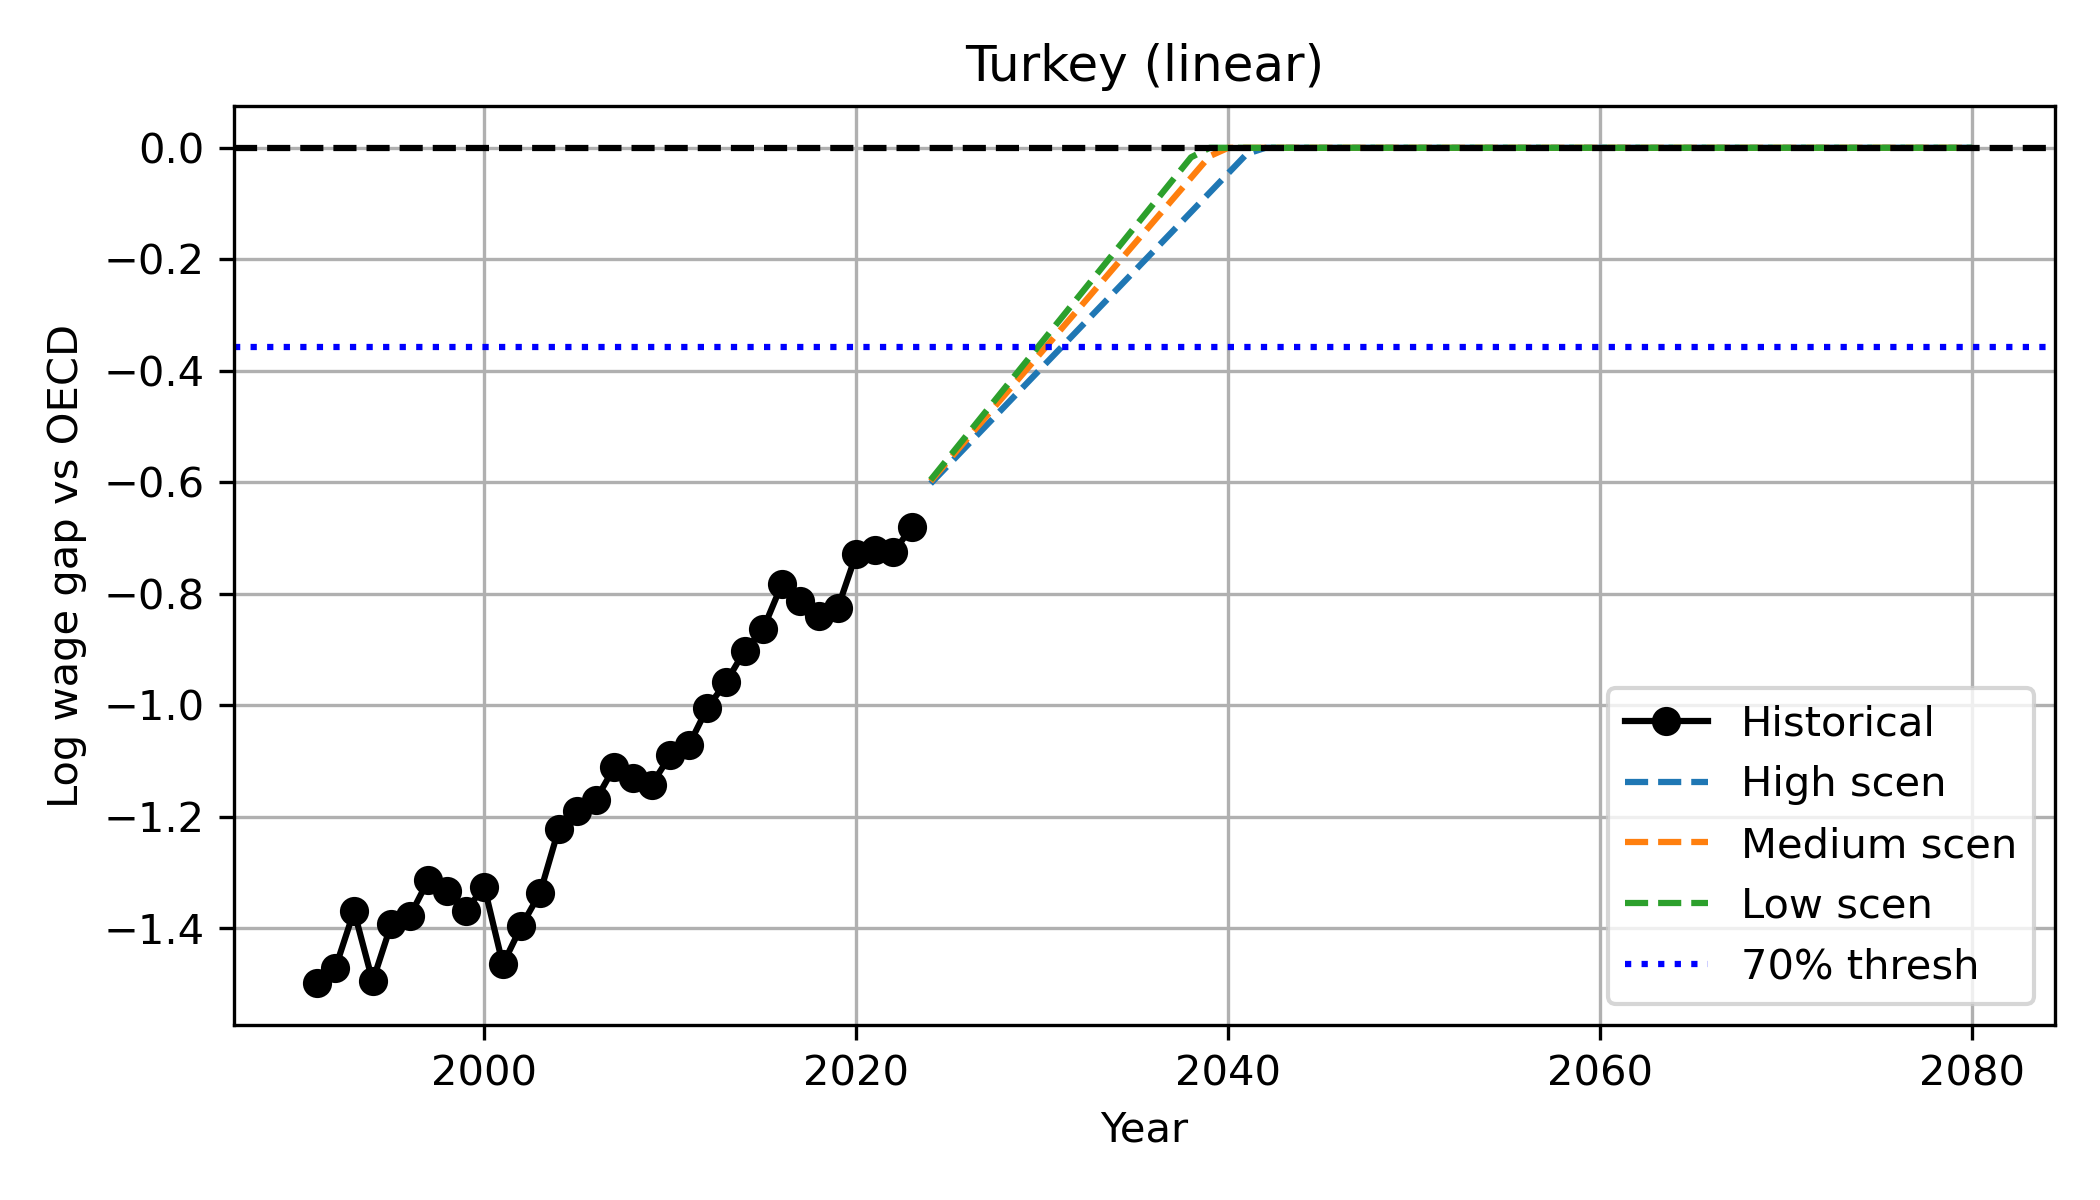 Turkey (linear)
Log wage gap vs OECD
0.0
−0.2
−0.4
−0.6
−0.8
−1.0
−1.2
−1.4
2000
2020
2040
2060
2080
Year
Historical
High scen
Medium scen
Low scen
70% thresh